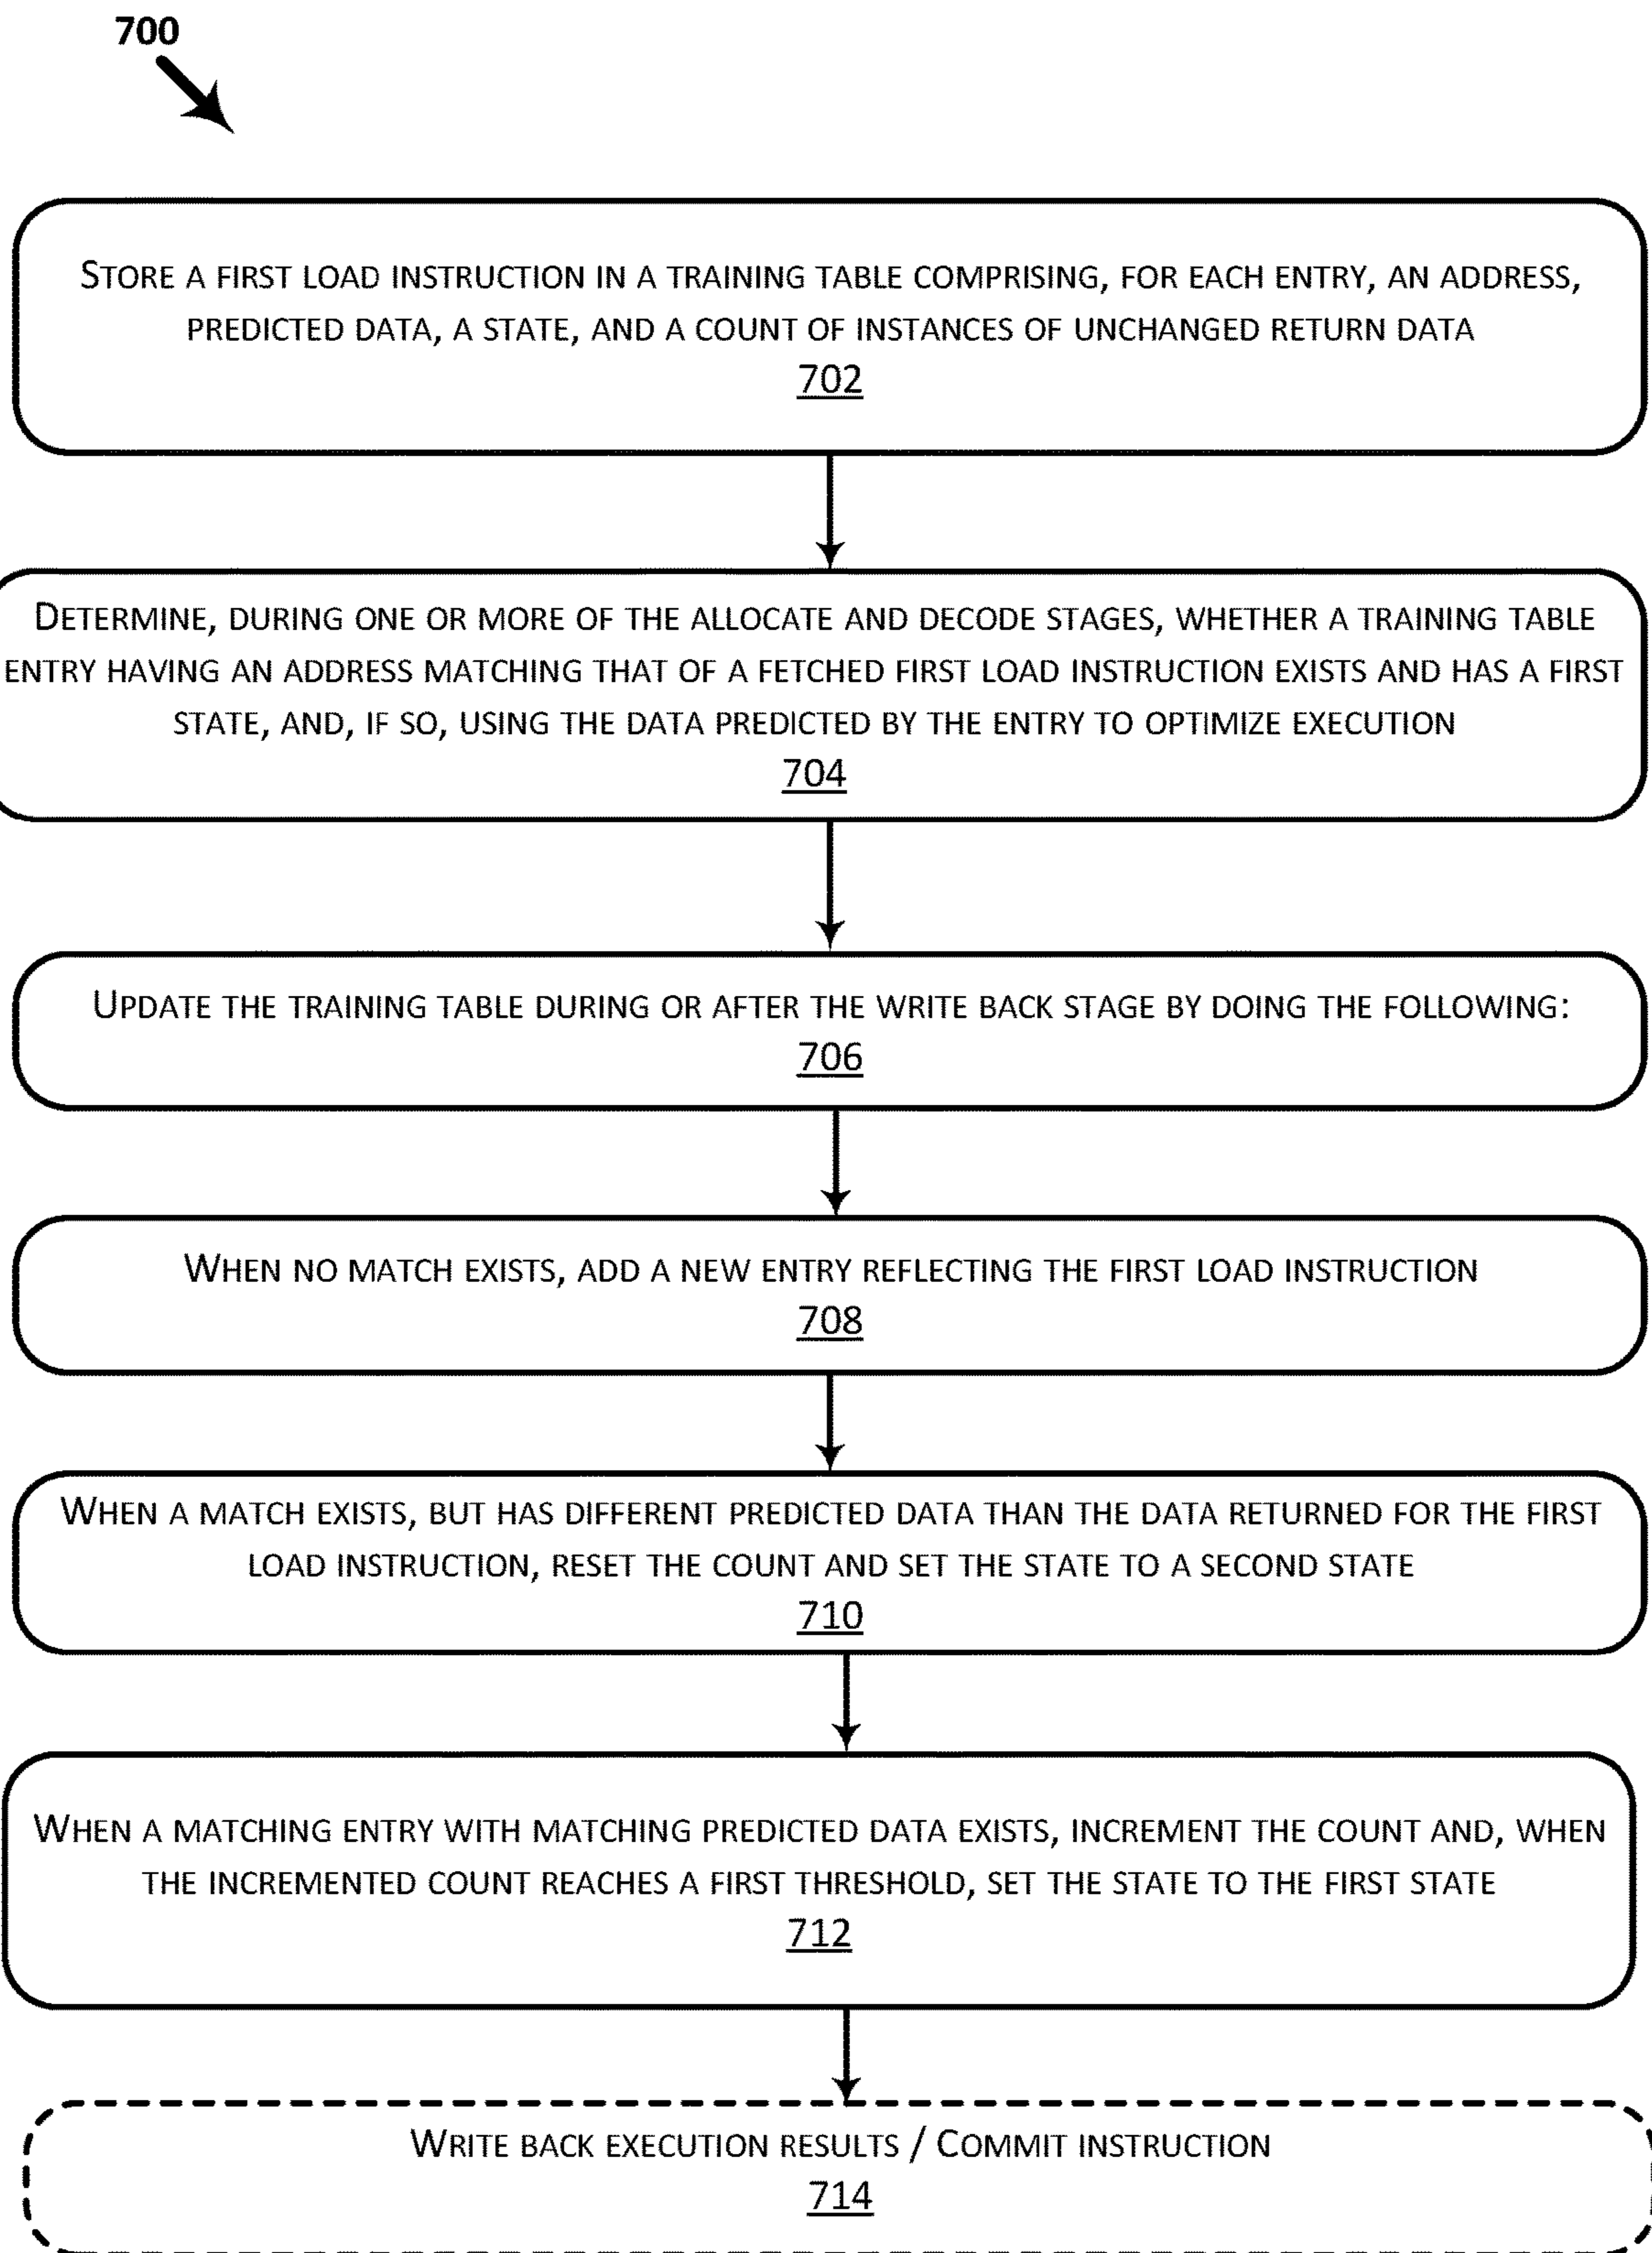 700
STORE A FIRST LOAD INSTRUCTION IN A TRAINING TABLE COMPRISING, FOR EACH ENTRY, AN ADDRESS,
PREDICTED DATA, A STATE, AND A COUNT OF INSTANCES OF UNCHANGED RETURN DATA
702
DETERMINE, DURING ONE OR MORE OF THE ALLOCATE AND DECODE STAGES, WHETHER A TRAINING TABLE
ENTRY HAVING AN ADDRESS MATCHING THAT OF A FETCHED FIRST LOAD INSTRUCTION EXISTS AND HAS A FIRST
STATE, AND, IF SO, USING THE DATA PREDICTED BY THE ENTRY TO OPTIMIZE EXECUTION
704
UPDATE THE TRAINING TABLE DURING OR AFTER THE WRITE BACK STAGE BY DOING THE FOLLOWING:
706
WHEN NO MATCH EXISTS, ADD A NEW ENTRY REFLECTING THE FIRST LOAD INSTRUCTION
708
WHEN A MATCH EXISTS, BUT HAS DIFFERENT PREDICTED DATA THAN THE DATA RETURNED FOR THE FIRST
LOAD INSTRUCTION, RESET THE COUNT AND SET THE STATE TO A SECOND STATE
710
WHEN A MATCHING ENTRY WITH MATCHING PREDICTED DATA EXISTS, INCREMENT THE COUNT AND, WHEN
THE INCREMENTED COUNT REACHES A FIRST THRESHOLD, SET THE STATE TO THE FIRST STATE
712
WRITE BACK EXECUTION RESULTS / COMMIT INSTRUCTION
714